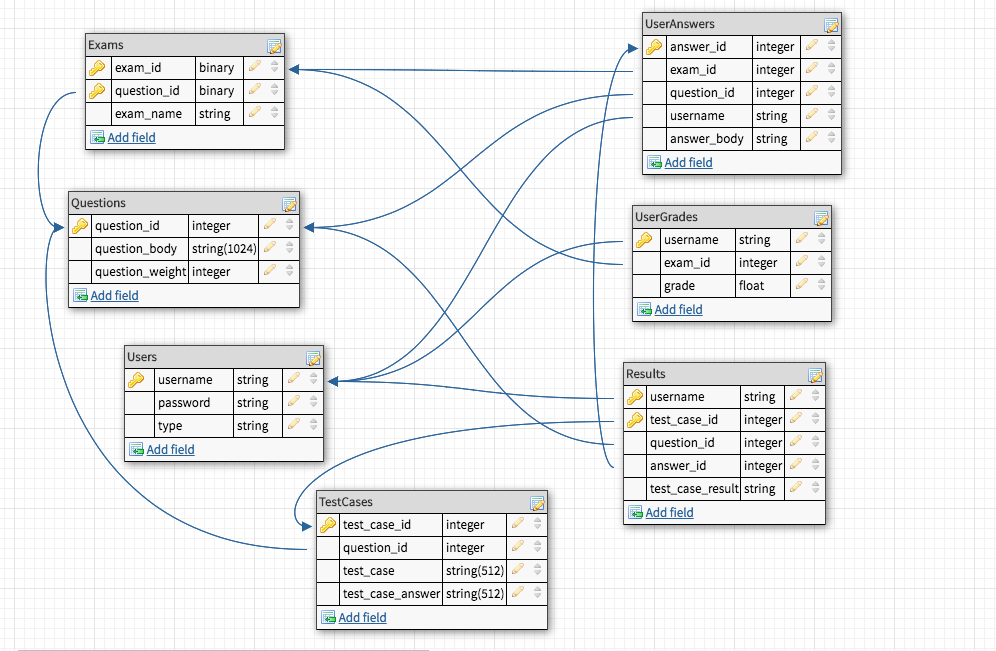 Exams
exam_id binary
question_id binary
exam_name string
Add field
Questions
question_id integer
question_body string(1024)
question_weight integer
Add field
Users
username string
password string
type string
Add field
TestCases
test_case_id integer
question_id integer
test_case string(512)
test_case_answer string(512)
Add field
UserAnswers
answer_id integer
exam_id integer
question_id integer
username string
answer_body string
Add field
UserGrades
username string
exam_id integer
grade float
Add field
Results
username string
test_case_id integer
question_id integer
answer_id integer
test_case_result string
Add field